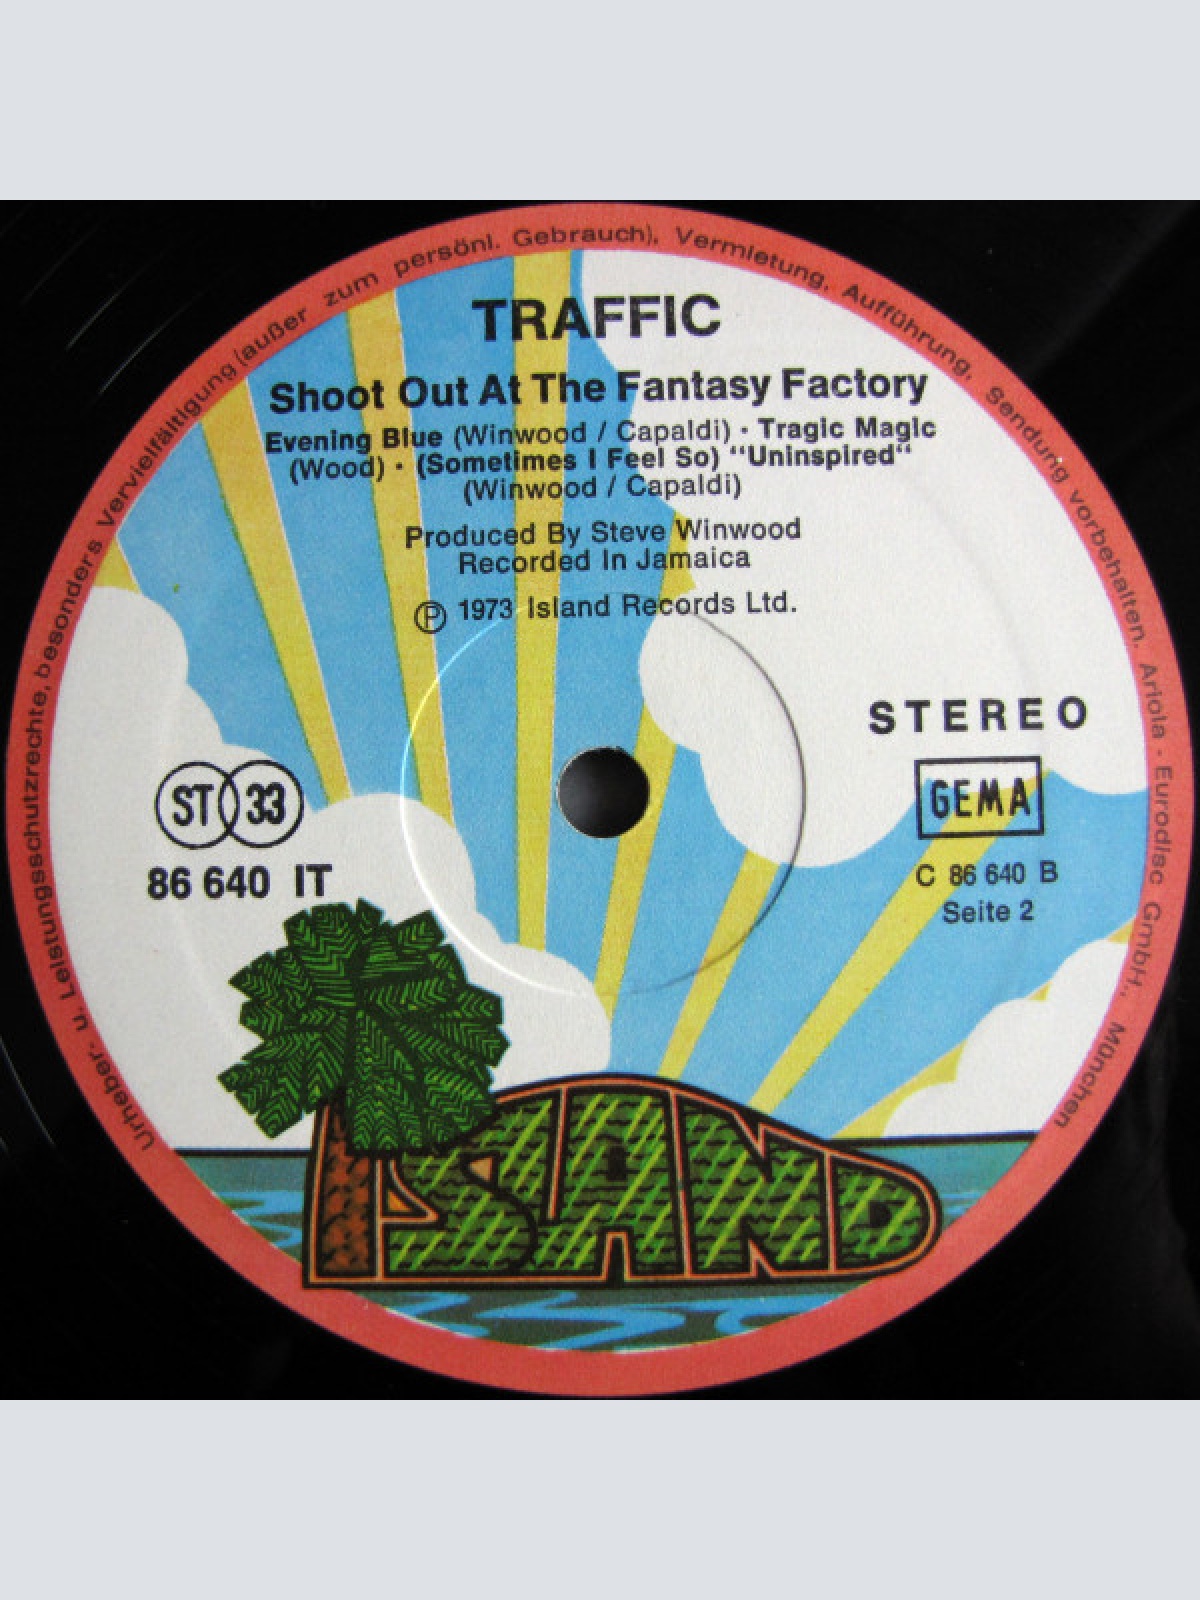 Urheber- u. Leistungsschutzrechte, besonders Vervielfältigung (außer zum persönl. Gebrauch), Vermietung, Aufführung, Sendung vorbehalten. Ariola - Eurodisc GmbH., München
TRAFFIC
Shoot Out At The Fantasy Factory
Evening Blue (Winwood / Capaldi) · Tragic Magic
(Wood) · (Sometimes I Feel So) “Uninspired“
(Winwood / Capaldi)
Produced By Steve Winwood
Recorded In Jamaica
℗ 1973 Island Records Ltd.
STEREO
ST 33
GEMA
86 640 IT
C 86 640 B
Seite 2
ISLAND